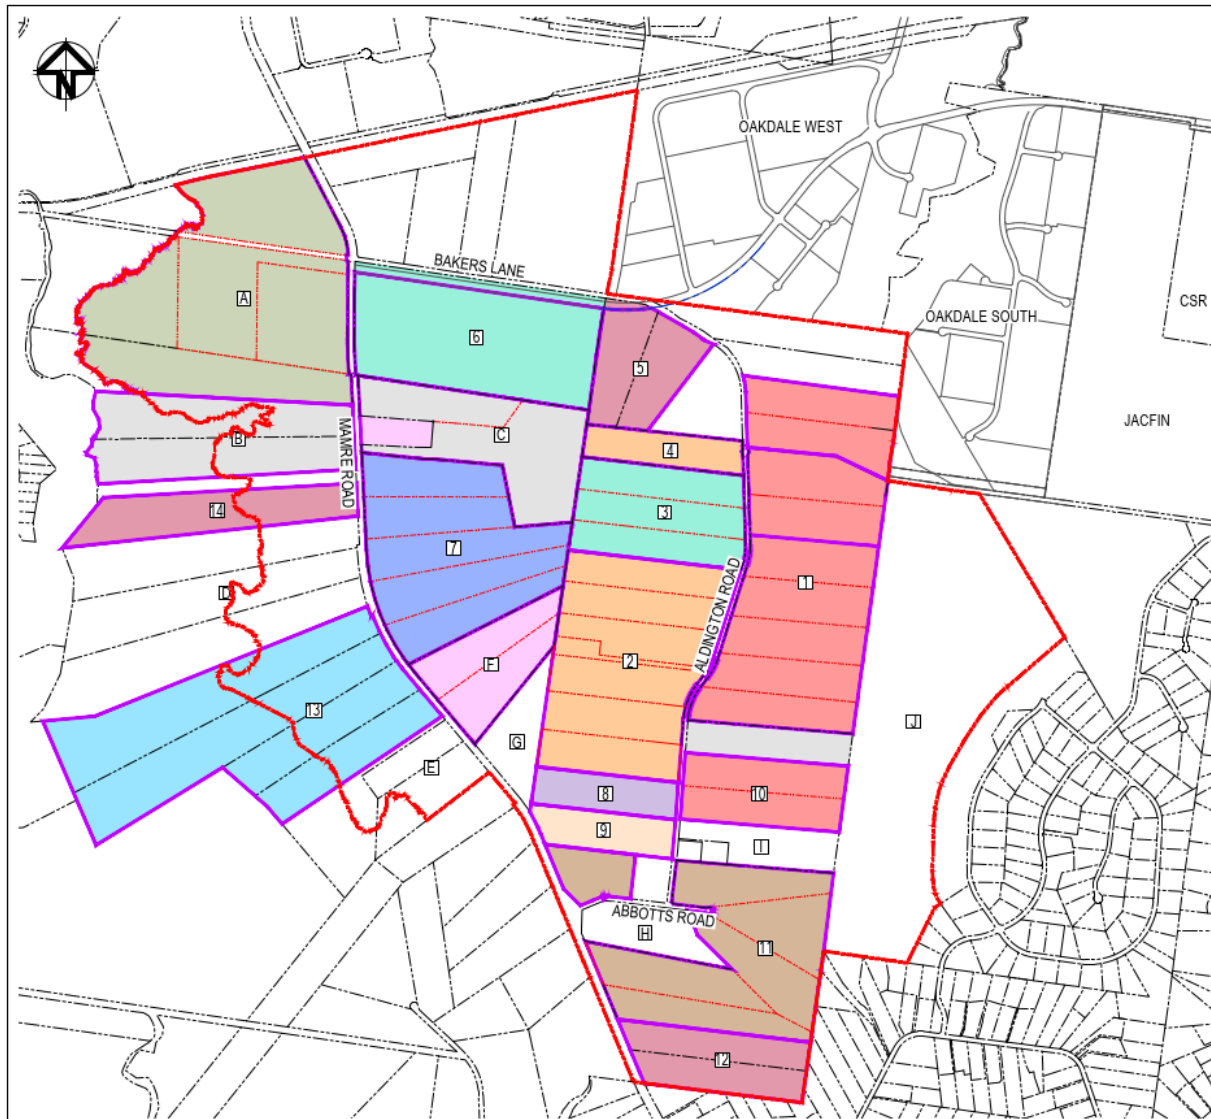 N
OAKDALE WEST
BAKERS LANE
A
CSR
OAKDALE SOUTH
6
5
JACFIN
MAMRE ROAD
C
B
4
14
3
7
1
D
ALDINGTON ROAD
F
2
13
J
G
E
8
10
9
I
ABBOTTS ROAD
H
11
12